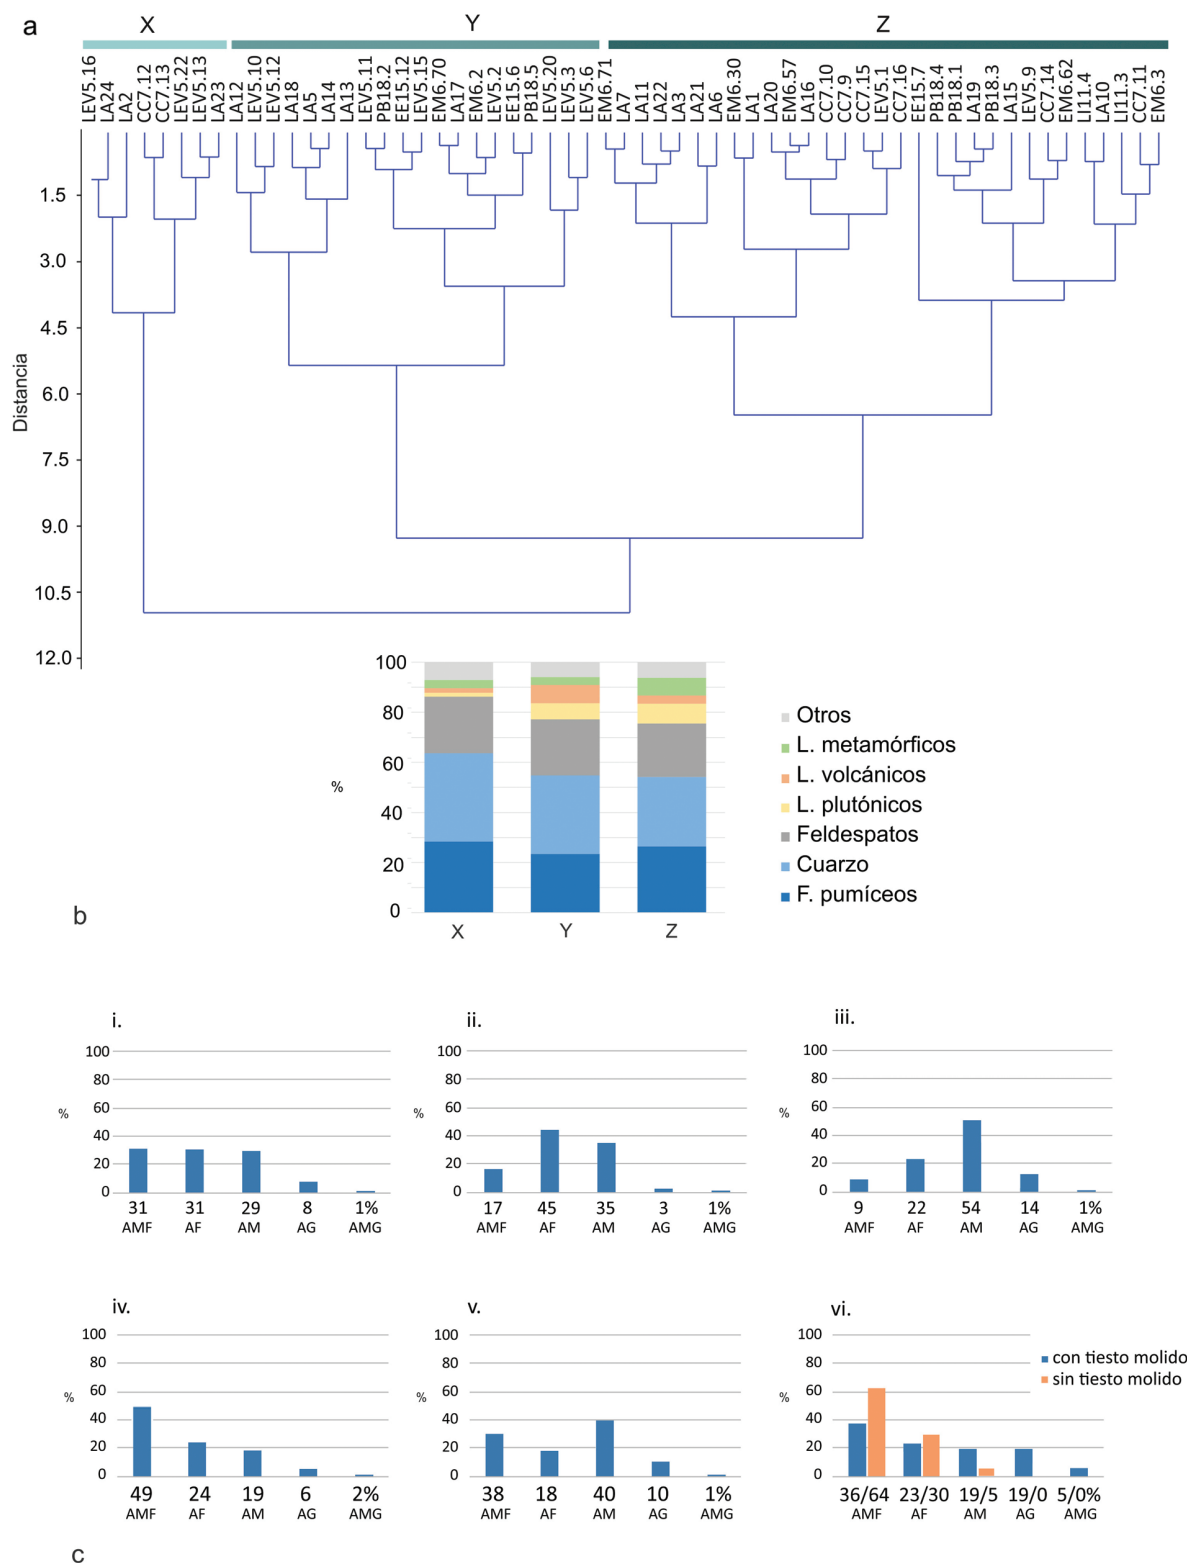 a
X Y Z
LEV5.16 LA24 LA2 CC7.12 CC7.13 LEV5.22 LEV5.13 LA23 LA12 LEV5.10 LEV5.12 LA18 LA5 LA14 LA13 LEV5.11 PB18.2 EE15.12 LEV5.15 EM6.70 LA17 EM6.2 LEV5.2 EE15.6 PB18.5 LEV5.20 LEV5.3 LEV5.6 EM6.71 LA7 LA11 LA22 LA3 LA21 LA6 EM6.30 LA1 LA20 EM6.57 LA16 CC7.10 CC7.9 CC7.15 LEV5.1 CC7.16 EE15.7 PB18.4 PB18.1 LA19 PB18.3 LA15 LEV5.9 CC7.14 EM6.62 LI11.4 LA10 LI11.3 CC7.11 EM6.3
1.5
3.0
4.5
Distancia
6.0
7.5
9.0
10.5
12.0
100
80
60
%
40
20
0
X Y Z
Otros
L. metamórficos
L. volcánicos
L. plutónicos
Feldespatos
Cuarzo
F. pumíceos
b
i.
100
80
60
%
40
20
0
31 31 29 8 1%
AMF AF AM AG AMG
ii.
100
80
60
%
40
20
0
17 45 35 3 1%
AMF AF AM AG AMG
iii.
100
80
60
%
40
20
0
9 22 54 14 1%
AMF AF AM AG AMG
iv.
100
80
60
%
40
20
0
49 24 19 6 2%
AMF AF AM AG AMG
v.
100
80
60
%
40
20
0
38 18 40 10 1%
AMF AF AM AG AMG
vi.
100
80
60
%
40
20
0
con tiesto molido
sin tiesto molido
36/64 23/30 19/5 19/0 5/0%
AMF AF AM AG AMG
c